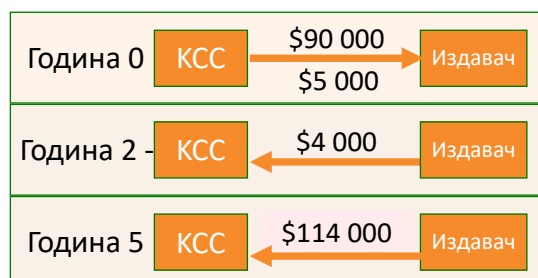 Година 0
КСС
$90 000
$5 000
Издавач
Година 2 -
КСС
$4 000
Издавач
Година 5
КСС
$114 000
Издавач